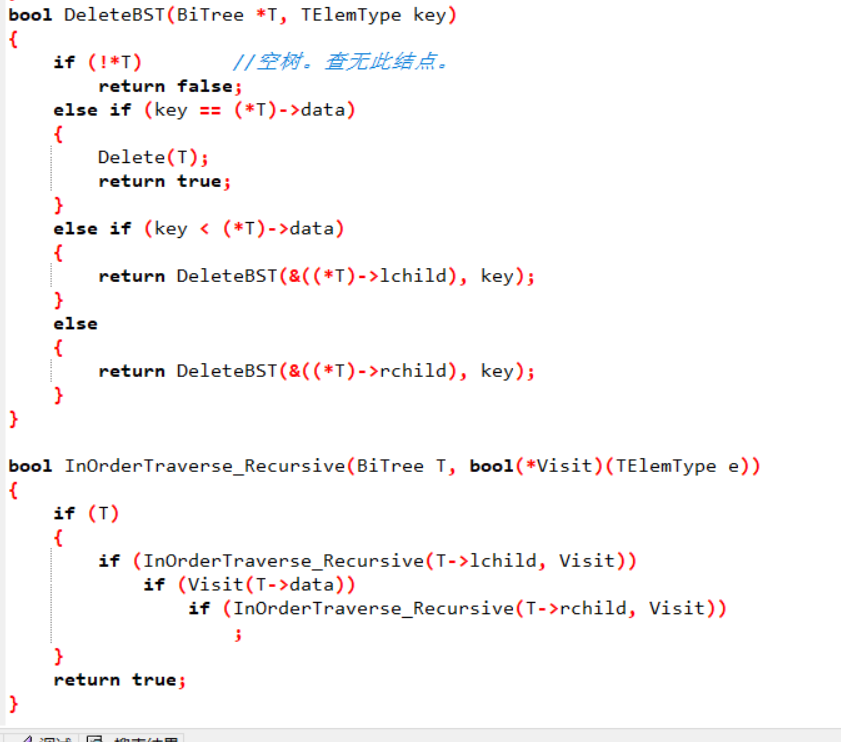 bool DeleteBST(BiTree *T, TElemType key)
{
    if (!*T)        //空树。查无此结点。
        return false;
    else if (key == (*T)->data)
    {
        Delete(T);
        return true;
    }
    else if (key < (*T)->data)
    {
        return DeleteBST(&((*T)->lchild), key);
    }
    else
    {
        return DeleteBST(&((*T)->rchild), key);
    }
}

bool InOrderTraverse_Recursive(BiTree T, bool(*Visit)(TElemType e))
{
    if (T)
    {
        if (InOrderTraverse_Recursive(T->lchild, Visit))
            if (Visit(T->data))
                if (InOrderTraverse_Recursive(T->rchild, Visit))
                    ;
    }
    return true;
}